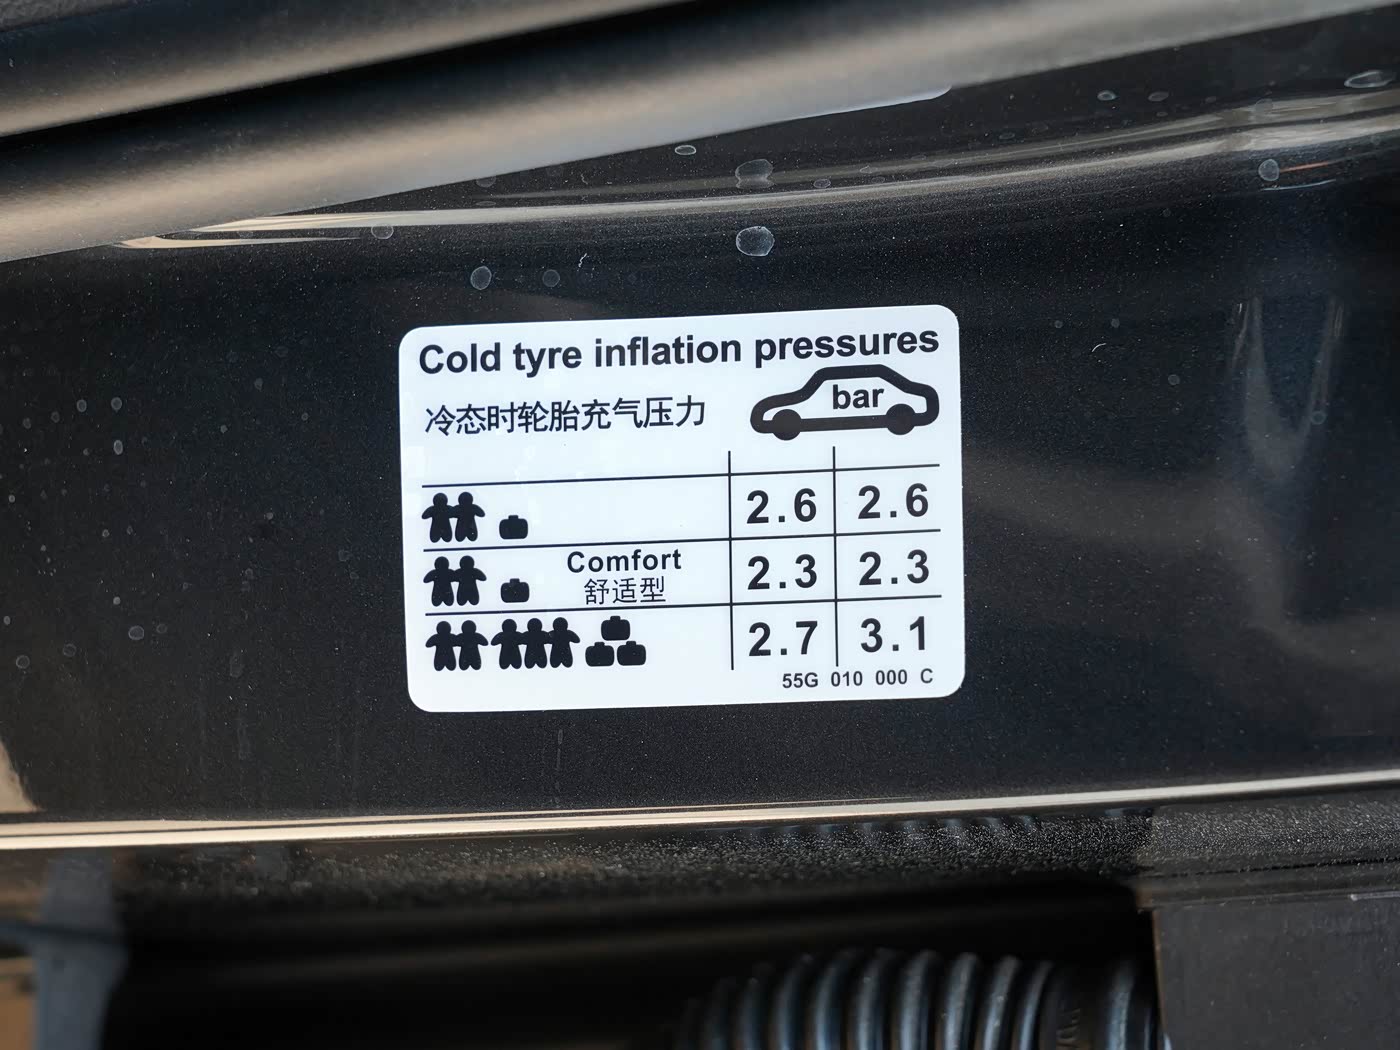 Cold tyre inflation pressures
冷态时轮胎充气压力
bar
2.6 2.6
Comfort 2.3 2.3
舒适型
2.7 3.1
55G 010 000 C